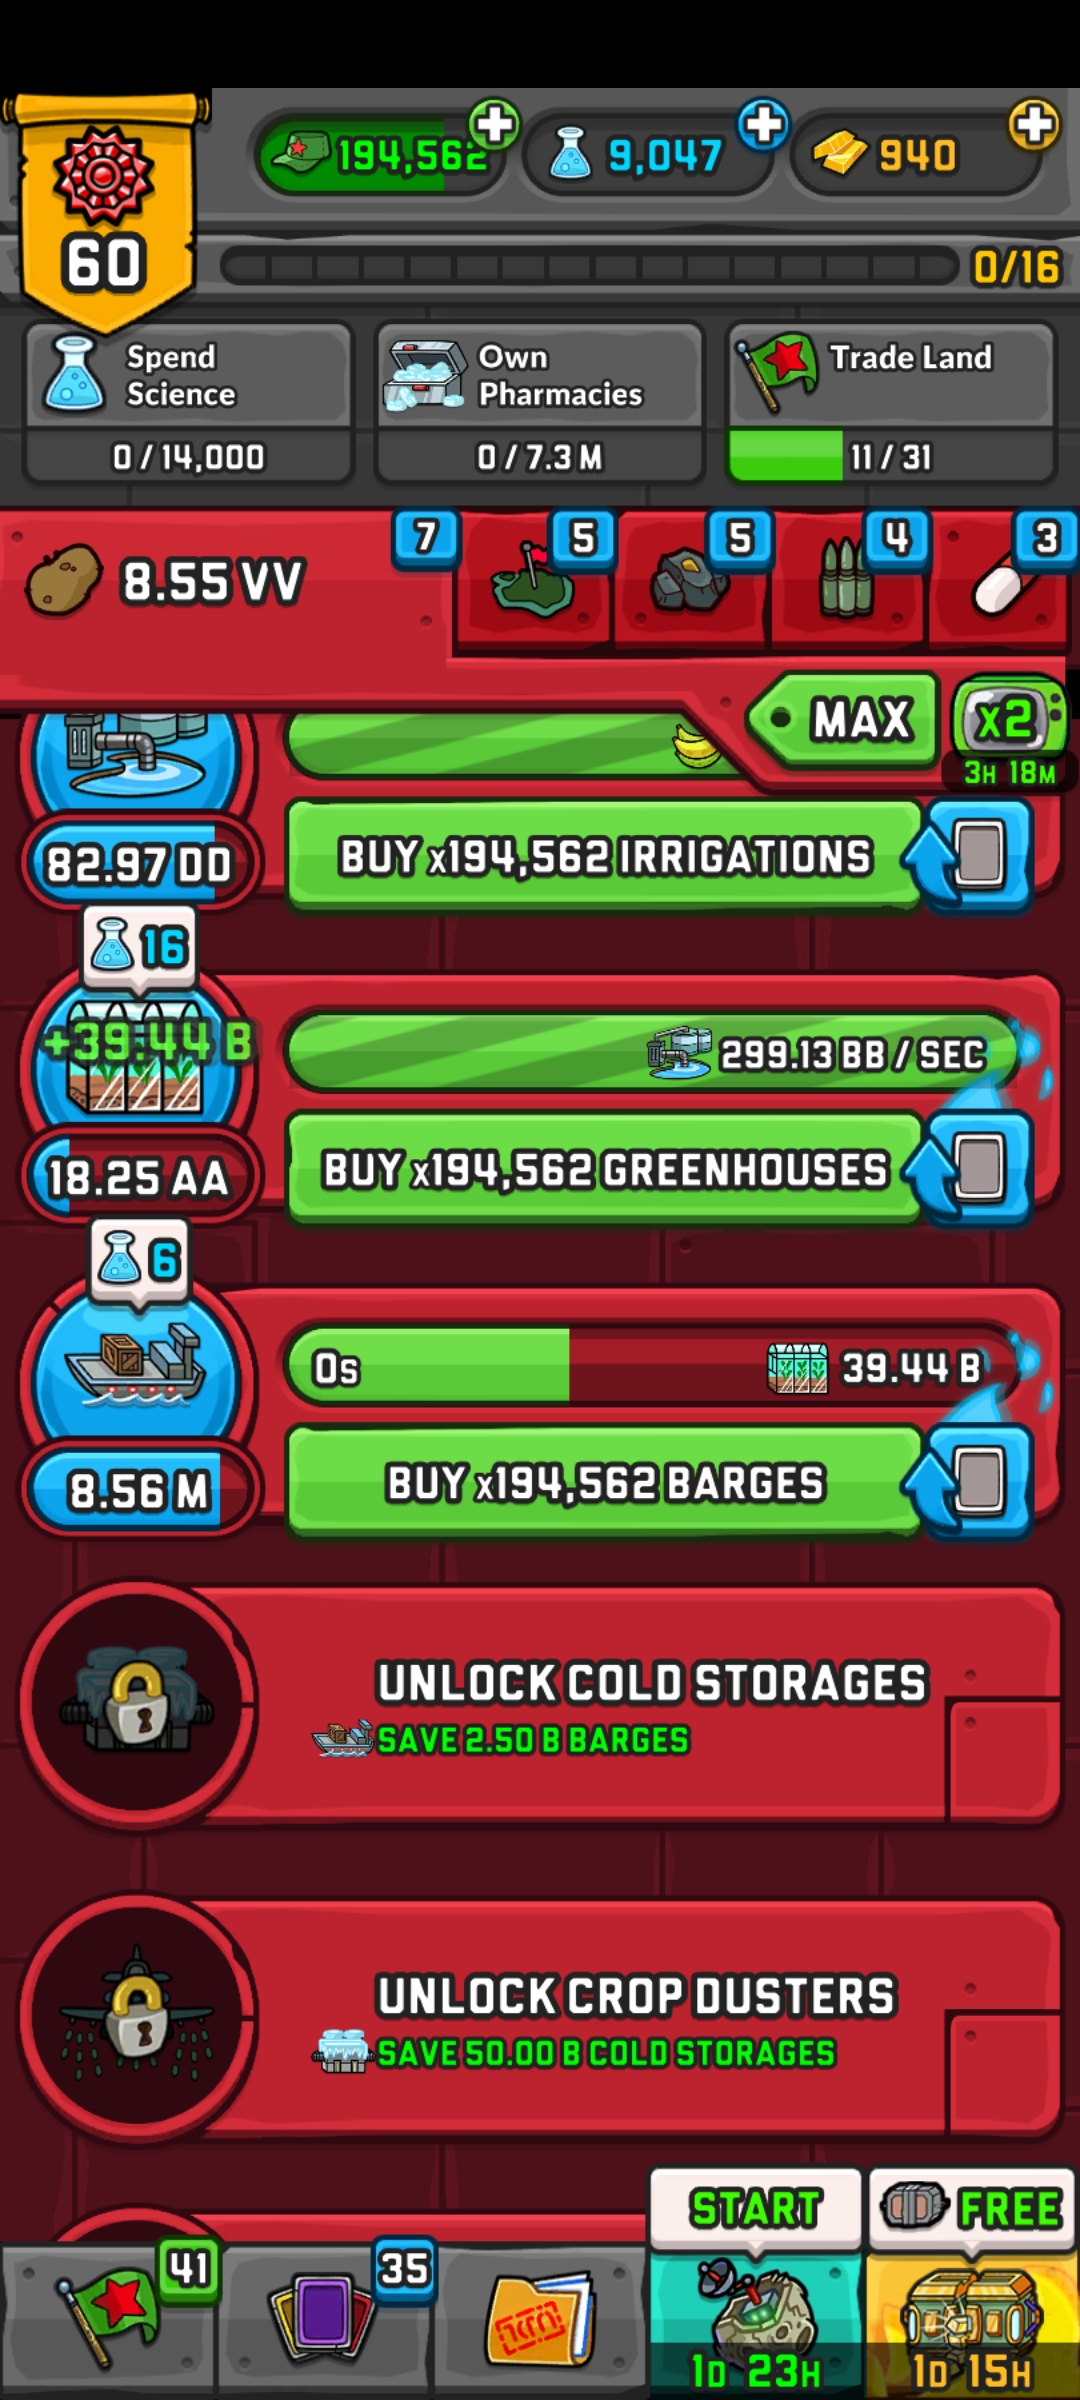 60
194,562
9,047
940
0/16
Spend
Science
0 / 14,000
Own
Pharmacies
0 / 7.3 M
Trade Land
11 / 31
8.55 VV
7
5
5
4
3
MAX
x2
3H 18M
82.97 DD
BUY x194,562 IRRIGATIONS
16
+39.44 B
299.13 BB / SEC
18.25 AA
BUY x194,562 GREENHOUSES
6
0s
39.44 B
8.56 M
BUY x194,562 BARGES
UNLOCK COLD STORAGES
SAVE 2.50 B BARGES
UNLOCK CROP DUSTERS
SAVE 50.00 B COLD STORAGES
START
FREE
41
35
1D 23H
1D 15H